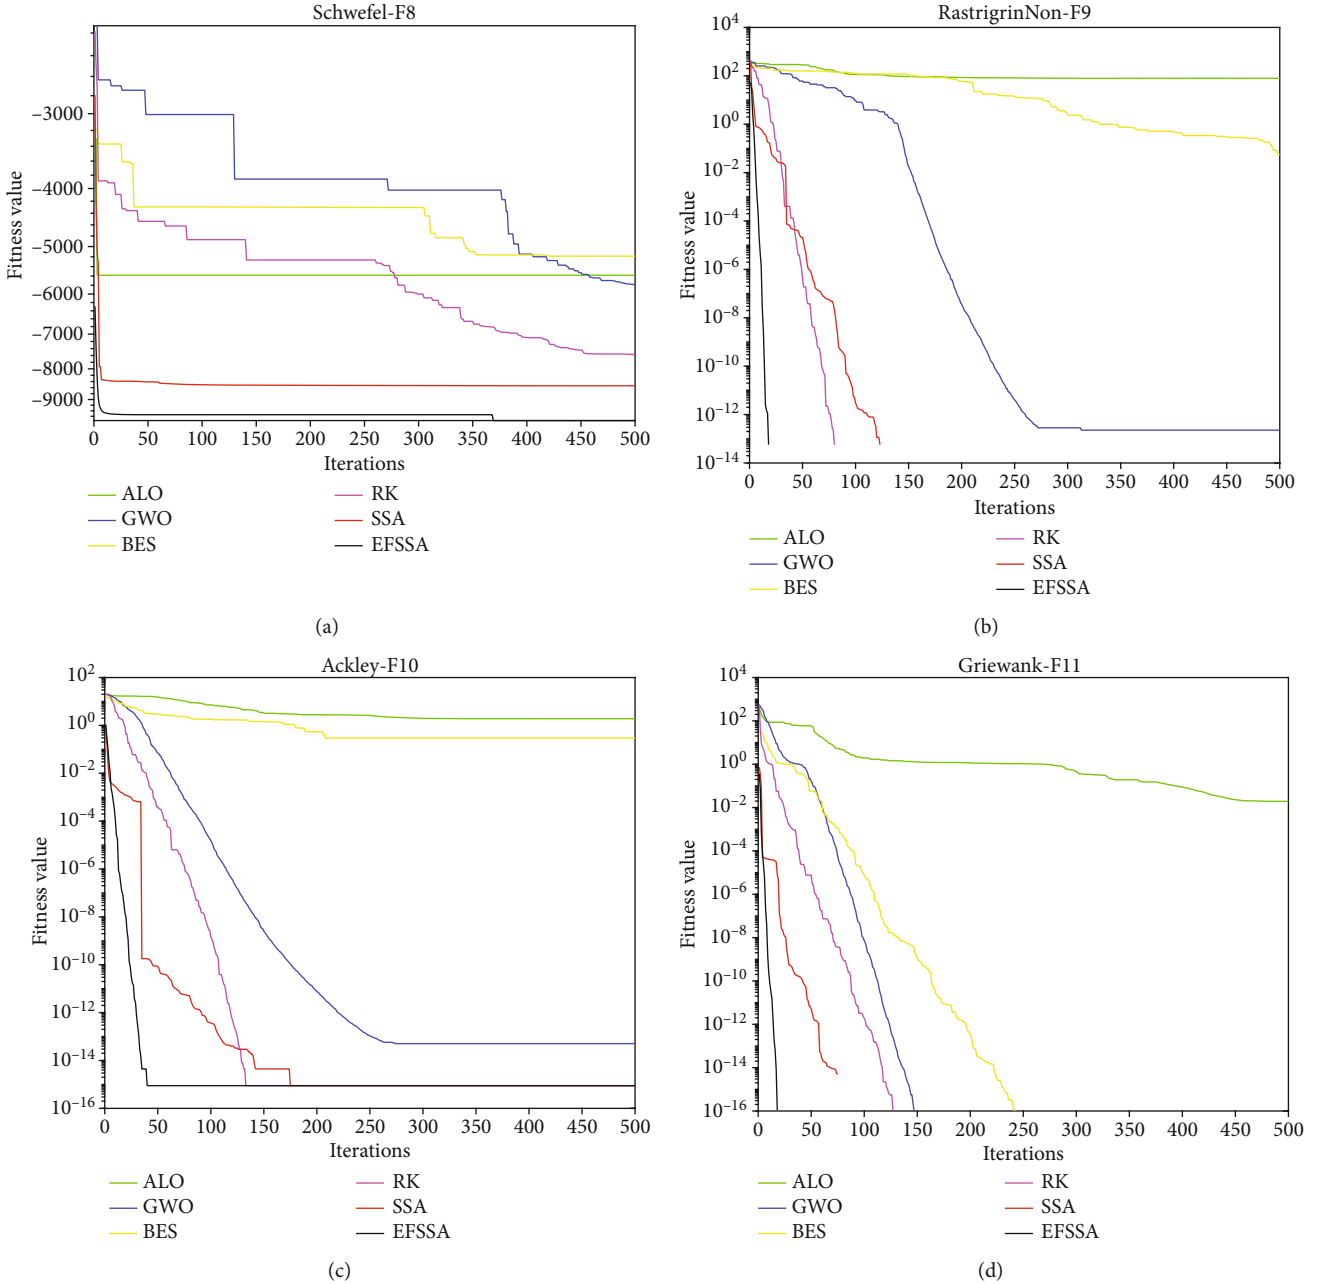 Schwefel-F8
Fitness value
–3000
–4000
–5000
–6000
–7000
–8000
–9000
0 50 100 150 200 250 300 350 400 450 500
Iterations
ALO RK
GWO SSA
BES EFSSA
(a)
RastrigrinNon-F9
Fitness value
10^4
10^2
10^0
10^–2
10^–4
10^–6
10^–8
10^–10
10^–12
10^–14
0 50 100 150 200 250 300 350 400 450 500
Iterations
ALO RK
GWO SSA
BES EFSSA
(b)
Ackley-F10
Fitness value
10^2
10^0
10^–2
10^–4
10^–6
10^–8
10^–10
10^–12
10^–14
10^–16
0 50 100 150 200 250 300 350 400 450 500
Iterations
ALO RK
GWO SSA
BES EFSSA
(c)
Griewank-F11
Fitness value
10^4
10^2
10^0
10^–2
10^–4
10^–6
10^–8
10^–10
10^–12
10^–14
10^–16
0 50 100 150 200 250 300 350 400 450 500
Iterations
ALO RK
GWO SSA
BES EFSSA
(d)